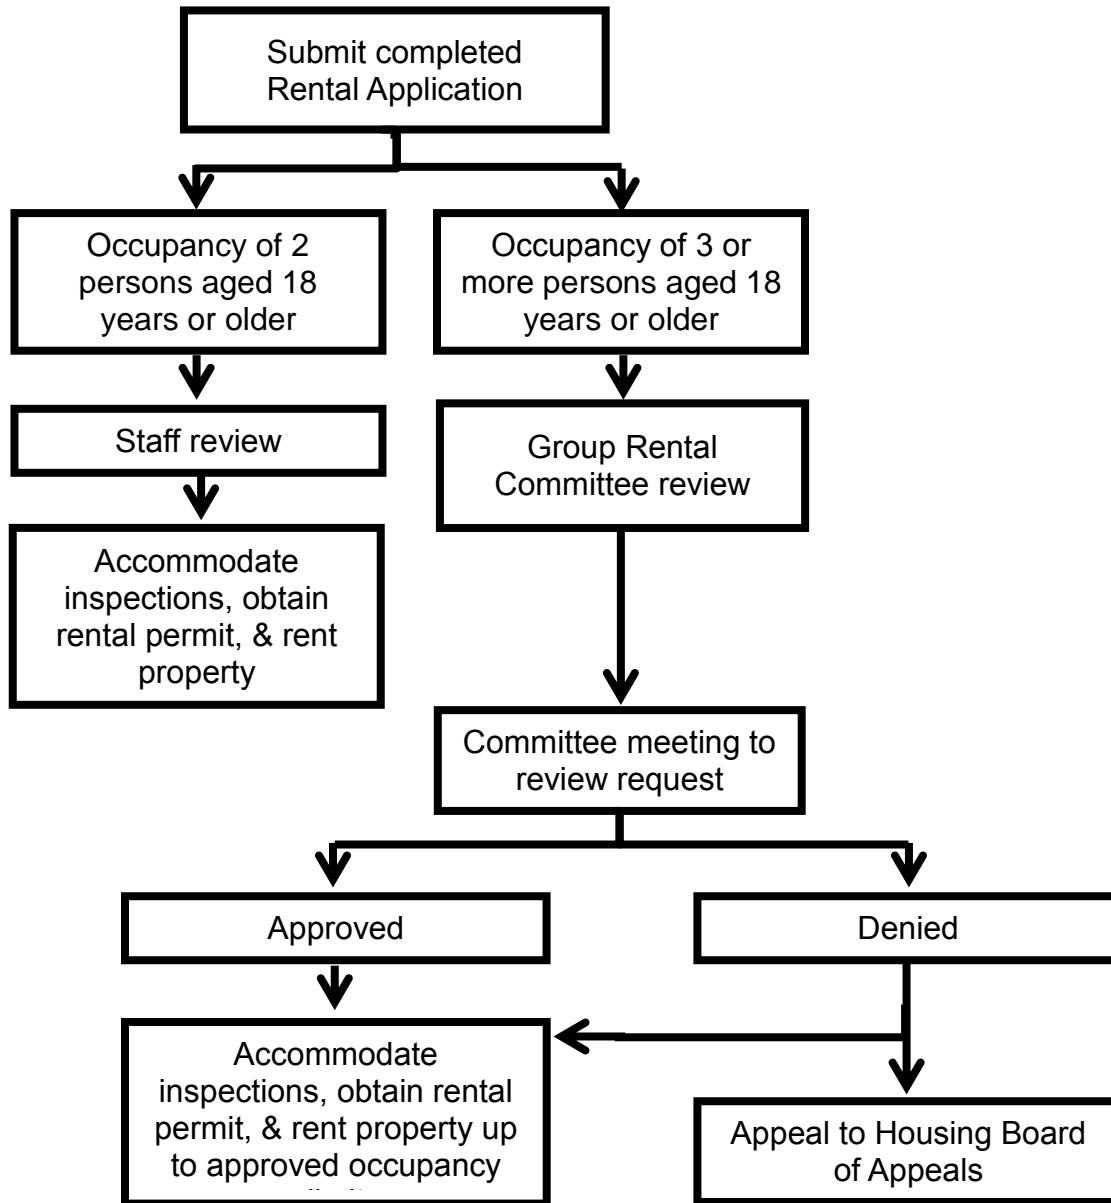 Submit completed
Rental Application
Occupancy of 2
persons aged 18
years or older
Occupancy of 3 or
more persons aged 18
years or older
Staff review
Group Rental
Committee review
Accommodate
inspections, obtain
rental permit, & rent
property
Committee meeting to
review request
Approved
Denied
Accommodate
inspections, obtain rental
permit, & rent property up
to approved occupancy
Appeal to Housing Board
of Appeals